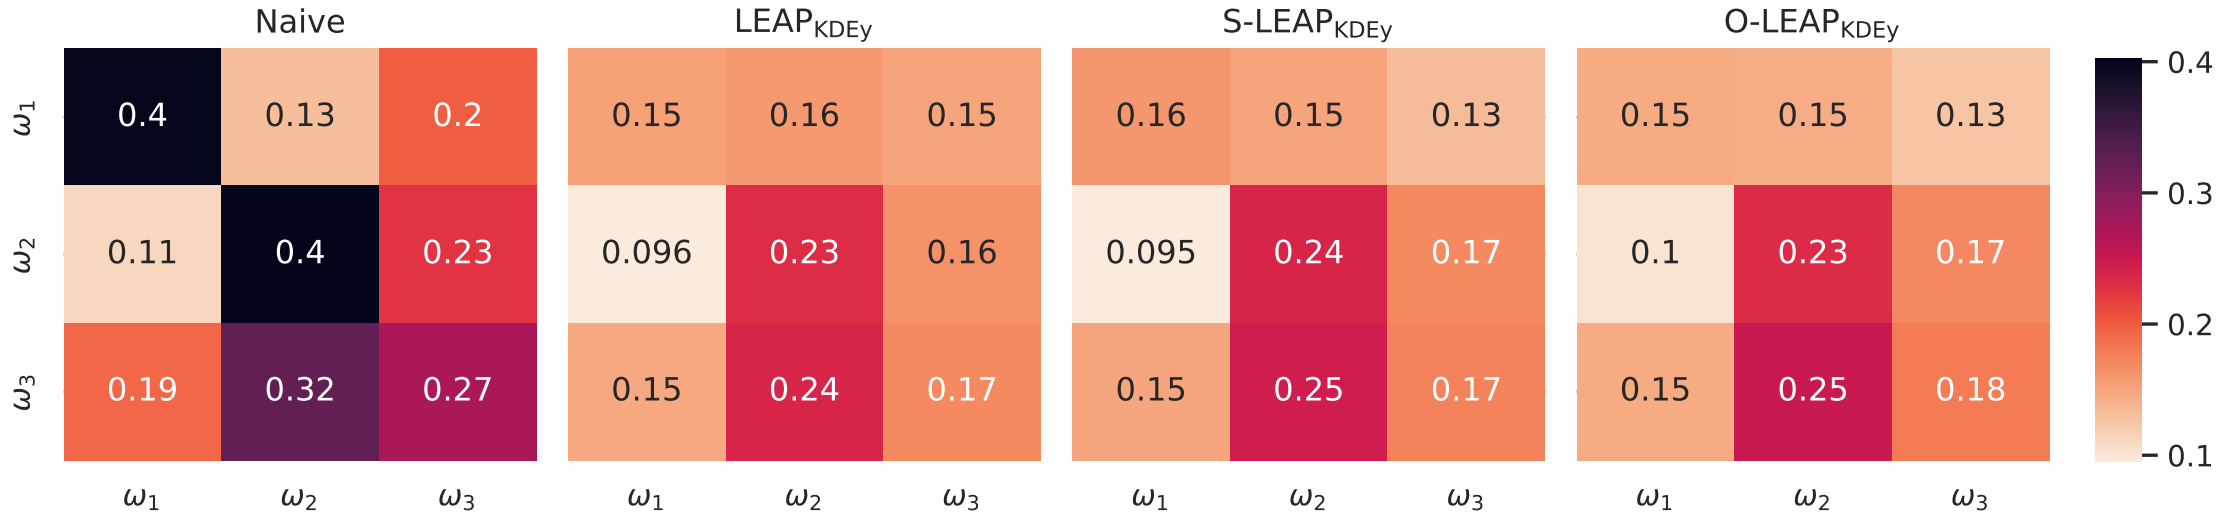 Naive LEAP_KDEy S-LEAP_KDEy O-LEAP_KDEy
ω1 0.4 0.13 0.2 0.15 0.16 0.15 0.16 0.15 0.13 0.15 0.15 0.13 0.4
ω2 0.11 0.4 0.23 0.096 0.23 0.16 0.095 0.24 0.17 0.1 0.23 0.17 0.3
0.2
ω3 0.19 0.32 0.27 0.15 0.24 0.17 0.15 0.25 0.17 0.15 0.25 0.18
0.1
ω1 ω2 ω3 ω1 ω2 ω3 ω1 ω2 ω3 ω1 ω2 ω3